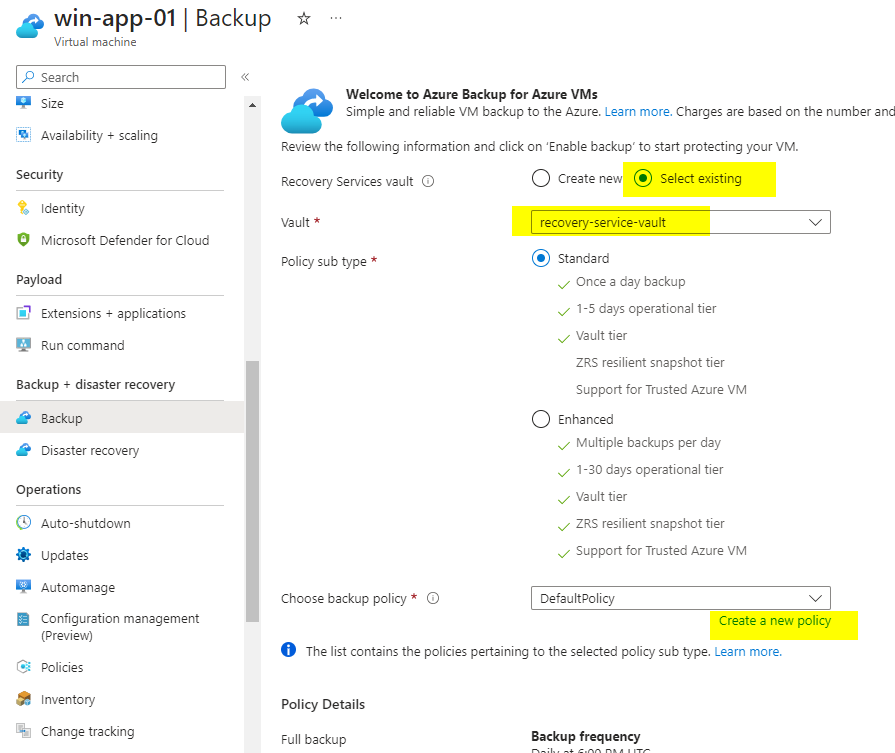 win-app-01 | Backup
Virtual machine
Search
Size
Availability + scaling
Security
Identity
Microsoft Defender for Cloud
Payload
Extensions + applications
Run command
Backup + disaster recovery
Backup
Disaster recovery
Operations
Auto-shutdown
Updates
Automanage
Configuration management
(Preview)
Policies
Inventory
Change tracking
Welcome to Azure Backup for Azure VMs
Simple and reliable VM backup to the Azure. Learn more. Charges are based on the number and
Review the following information and click on 'Enable backup' to start protecting your VM.
Recovery Services vault
Create new
Select existing
Vault *
recovery-service-vault
Policy sub type *
Standard
Once a day backup
1-5 days operational tier
Vault tier
ZRS resilient snapshot tier
Support for Trusted Azure VM
Enhanced
Multiple backups per day
1-30 days operational tier
Vault tier
ZRS resilient snapshot tier
Support for Trusted Azure VM
Choose backup policy *
DefaultPolicy
Create a new policy
The list contains the policies pertaining to the selected policy sub type. Learn more.
Policy Details
Full backup
Backup frequency
Daily at 6:00 PM UTC